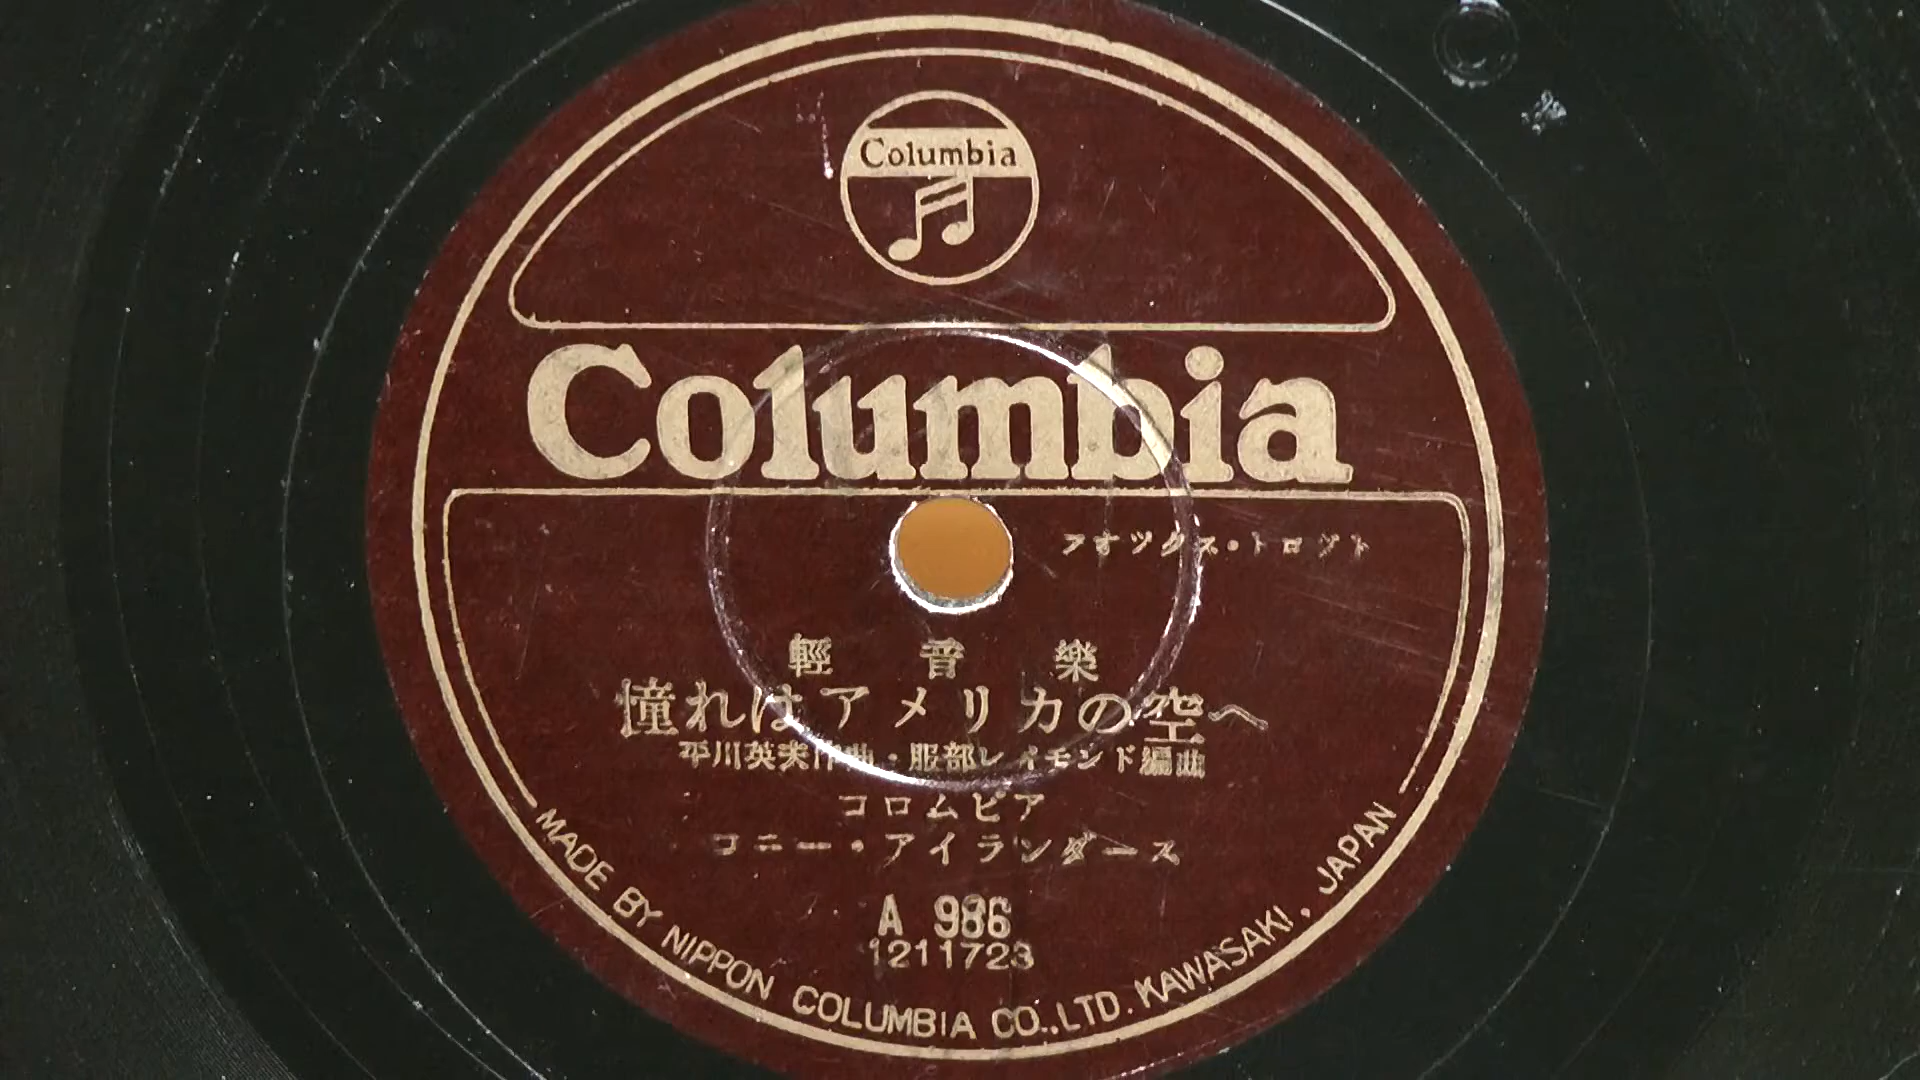 Columbia
Columbia
フオツクス・トロツト
輕音樂
憧れはアメリカの空へ
平川英夫作曲・服部レイモンド編曲
コロムビア
コニー・アイランダース
A 986
1211723
MADE BY NIPPON COLUMBIA CO.,LTD. KAWASAKI, JAPAN